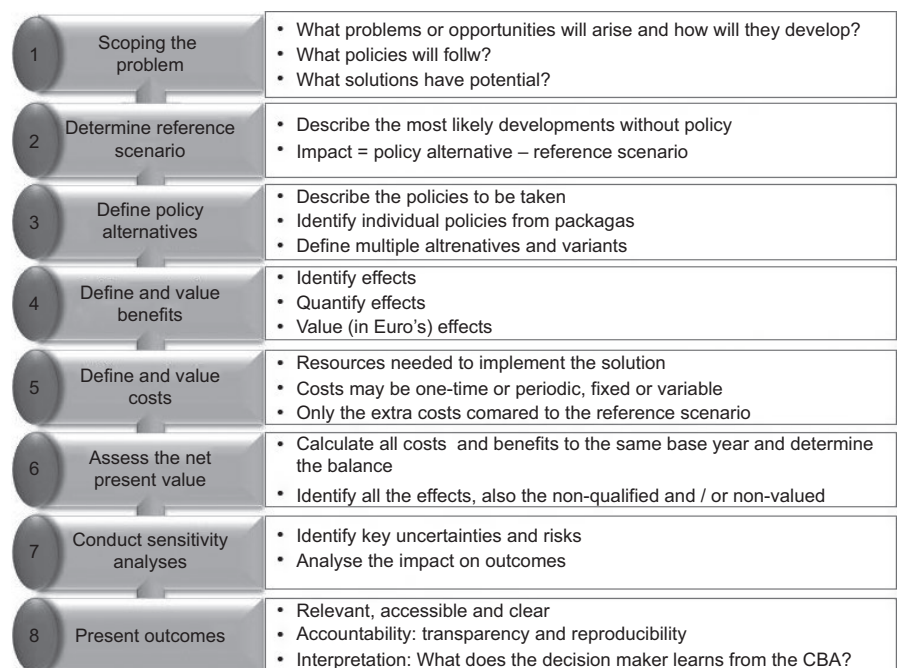 1
Scoping the
problem
• What problems or opportunities will arise and how will they develop?
• What policies will follw?
• What solutions have potential?
2
Determine reference
scenario
• Describe the most likely developments without policy
• Impact = policy alternative – reference scenario
3
Define policy
alternatives
• Describe the policies to be taken
• Identify individual policies from packagas
• Define multiple altrenatives and variants
4
Define and value
benefits
• Identify effects
• Quantify effects
• Value (in Euro's) effects
5
Define and value
costs
• Resources needed to implement the solution
• Costs may be one-time or periodic, fixed or variable
• Only the extra costs comared to the reference scenario
6
Assess the net
present value
• Calculate all costs and benefits to the same base year and determine
the balance
• Identify all the effects, also the non-qualified and / or non-valued
7
Conduct sensitivity
analyses
• Identify key uncertainties and risks
• Analyse the impact on outcomes
8
Present outcomes
• Relevant, accessible and clear
• Accountability: transparency and reproducibility
• Interpretation: What does the decision maker learns from the CBA?